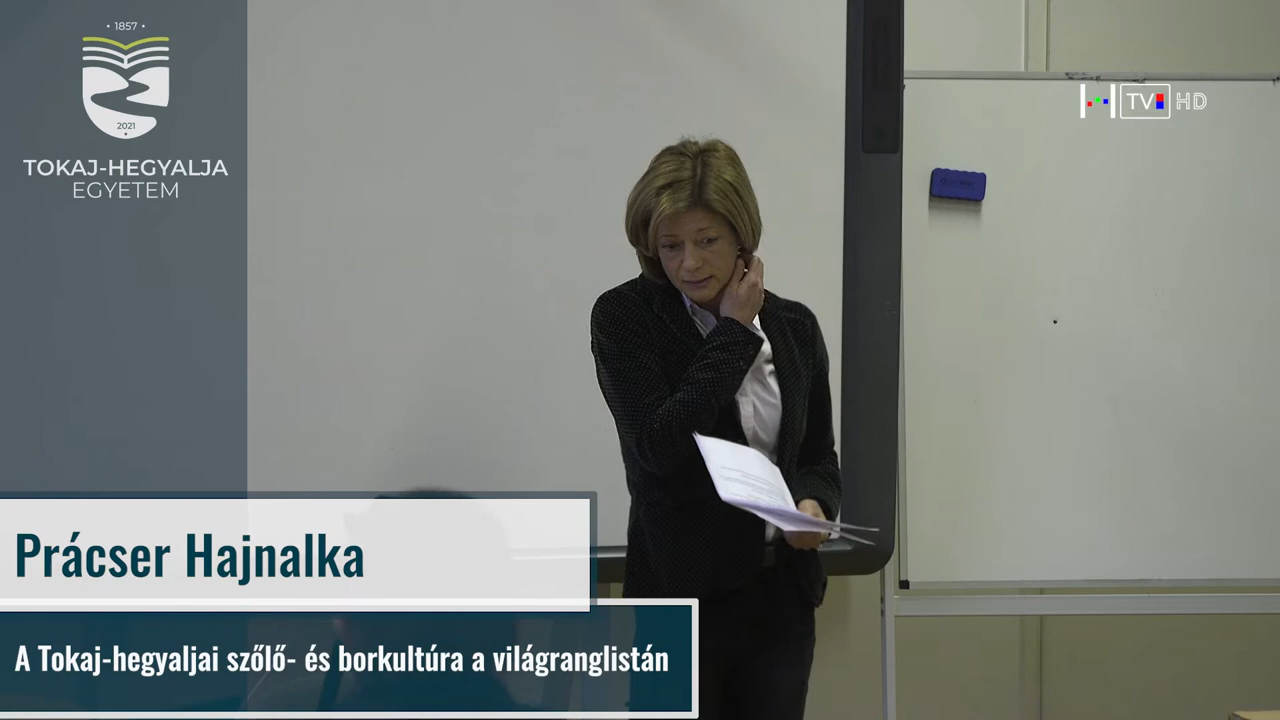 • 1857 •
2021
TOKAJ-HEGYALJA
EGYETEM
TV HD
Prácser Hajnalka
A Tokaj-hegyaljai szőlő- és borkultúra a világranglistán